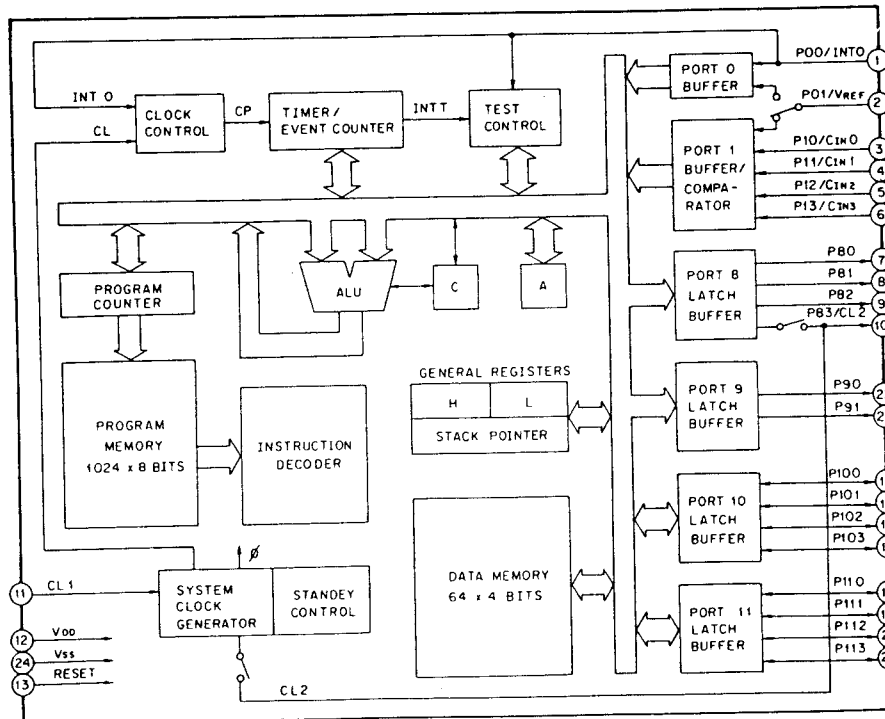 P00/INT0
1
PORT 0
BUFFER
P01/VREF
2
INT 0
CL
CLOCK
CONTROL
CP
TIMER/
EVENT COUNTER
INTT
TEST
CONTROL
PORT 1
BUFFER/
COMPA-
RATOR
P10/CIN0
3
P11/CIN1
4
P12/CIN2
5
P13/CIN3
6
PROGRAM
COUNTER
ALU
C
A
PORT 8
LATCH
BUFFER
P80
7
P81
8
P82
9
P83/CL2
10
GENERAL REGISTERS
H
L
STACK POINTER
PORT 9
LATCH
BUFFER
P90
P91
PROGRAM
MEMORY
1024 x 8 BITS
INSTRUCTION
DECODER
PORT 10
LATCH
BUFFER
P100
P101
P102
P103
DATA MEMORY
64 x 4 BITS
PORT 11
LATCH
BUFFER
P110
P111
P112
P113
ø
11
CL1
SYSTEM
CLOCK
GENERATOR
STANDEY
CONTROL
12
VDD
24
Vss
13
RESET
CL2